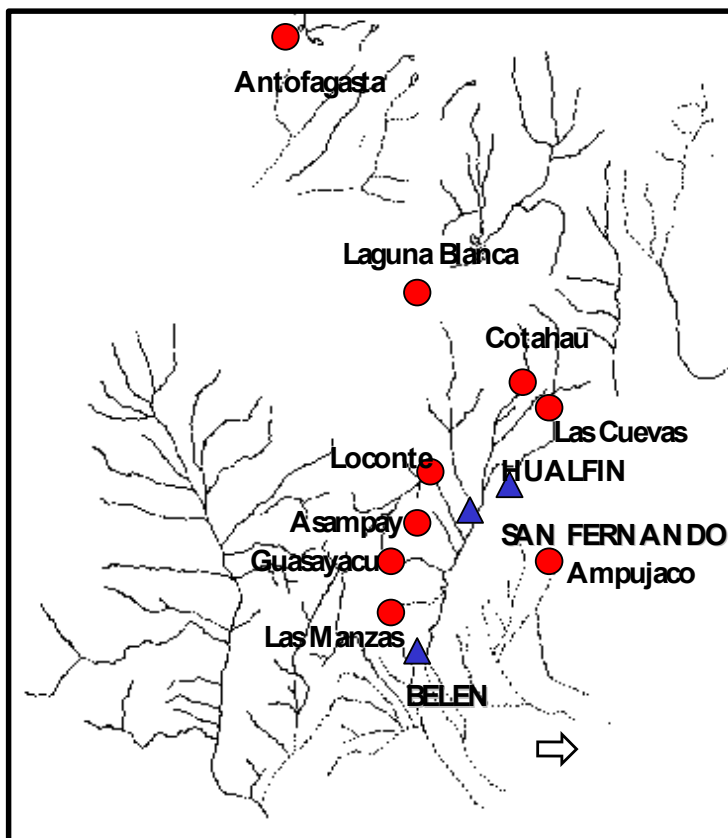 Antofagasta
Laguna Blanca
Cotahau
Las Cuevas
Loconte
HUALFIN
Asampay
SAN FERNANDO
Guasayacu
Ampujaco
Las Manzas
BELEN